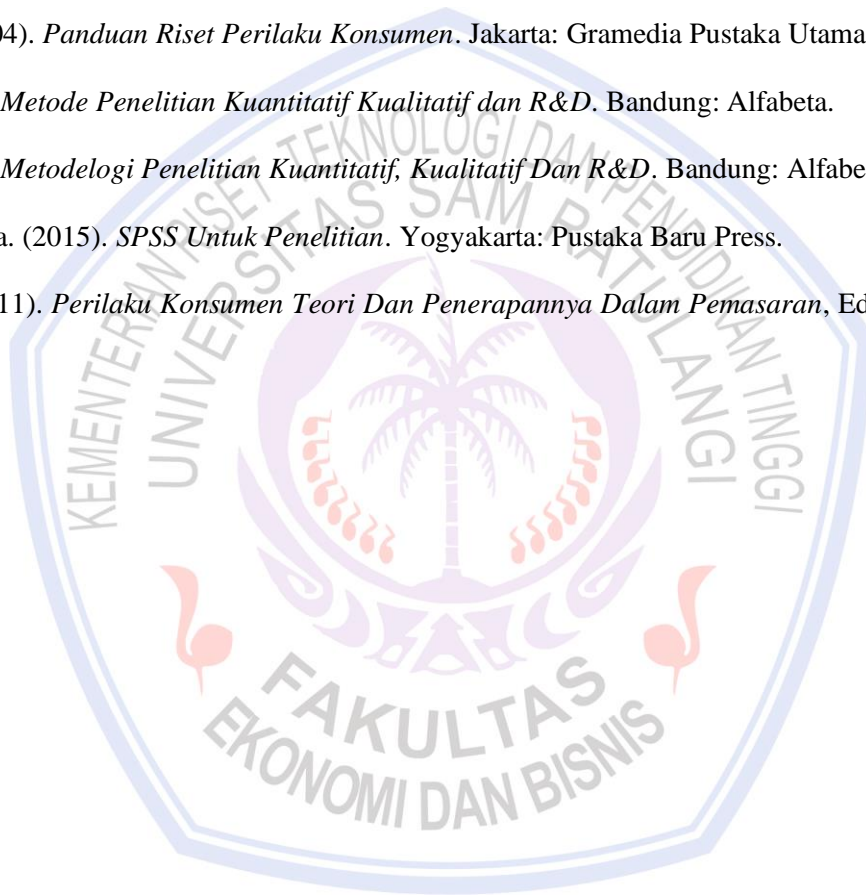 04). Panduan Riset Perilaku Konsumen. Jakarta: Gramedia Pustaka Utama
Metode Penelitian Kuantitatif Kualitatif dan R&D. Bandung: Alfabeta.
Metodelogi Penelitian Kuantitatif, Kualitatif Dan R&D. Bandung: Alfabe
a. (2015). SPSS Untuk Penelitian. Yogyakarta: Pustaka Baru Press.
11). Perilaku Konsumen Teori Dan Penerapannya Dalam Pemasaran, Ed
KEMENTERIAN RISET TEKNOLOGI DAN PENDIDIKAN TINGGI
UNIVERSITAS SAM RATULANGI
FAKULTAS
EKONOMI DAN BISNIS